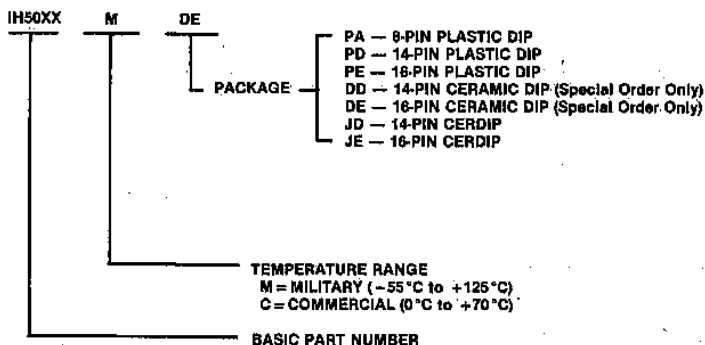 IH50XX M DE
PACKAGE
PA — 8-PIN PLASTIC DIP
PD — 14-PIN PLASTIC DIP
PE — 16-PIN PLASTIC DIP
DD — 14-PIN CERAMIC DIP (Special Order Only)
DE — 16-PIN CERAMIC DIP (Special Order Only)
JD — 14-PIN CERDIP
JE — 16-PIN CERDIP
TEMPERATURE RANGE
M = MILITARY (−55°C to +125°C)
C = COMMERCIAL (0°C to +70°C)
BASIC PART NUMBER